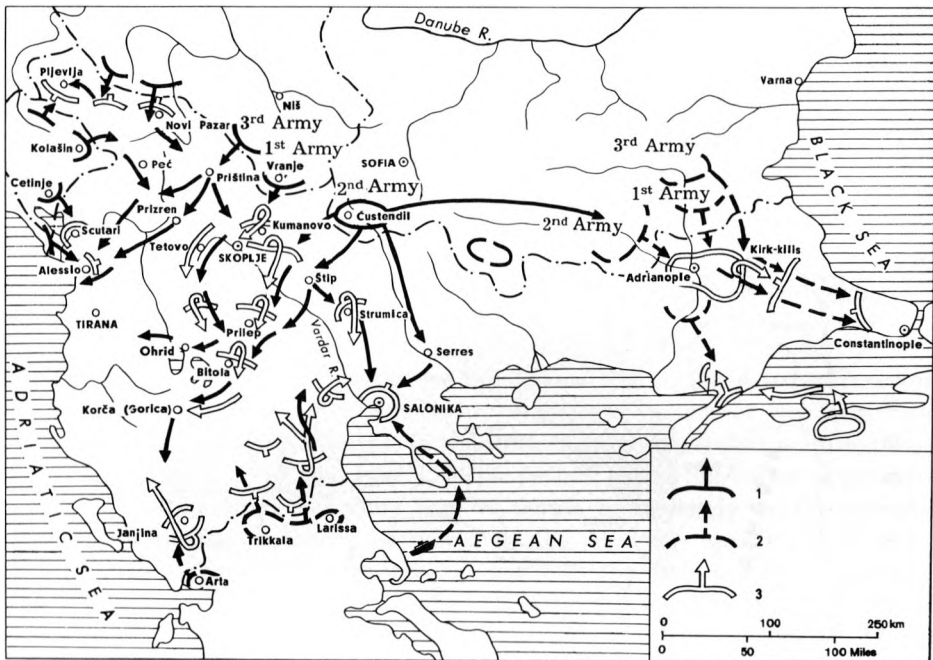 Danube R.
Pljevlja
Varna
Niš
Novi Pazar
3rd Army
1st Army
3rd Army
Kolašin
Peć
Vranje
SOFIA
BLACK SEA
Priština
2nd Army
1st Army
Cetinje
Prizren
Ćustendil
2nd Army
Scutari
Kumanovo
Tetovo
SKOPLJE
Kirk-kilis
Alessio
Adrianople
Štip
TIRANA
Strumica
Prilep
Vardar R.
Constantinople
Ohrid
Serres
Bitola
Korča (Gorica)
SALONIKA
ADRIATIC SEA
1
2
Janjina
Trikkala
Larissa
AEGEAN SEA
Arta
3
0 100 250 km
0 50 100 Miles